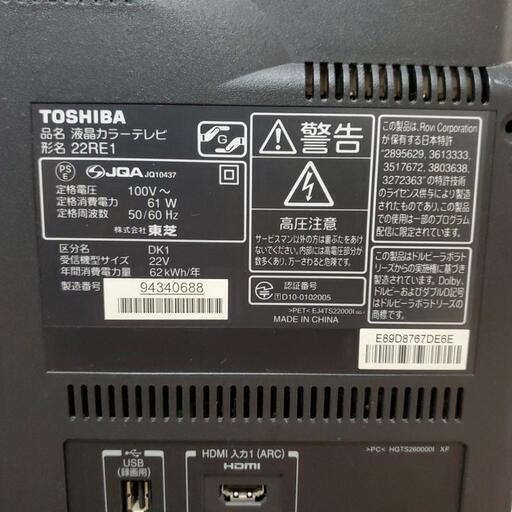 TOSHIBA
品名 液晶カラーテレビ
形名 22RE1
G
PS
E
JQA JQ10437
定格電圧 100V～
定格消費電力 61 W
定格周波数 50/60 Hz
株式会社 東芝
区分名 DK1
受信機型サイズ 22V
年間消費電力量 62 kWh/年
製造番号 94340688
警告
高圧注意
サービスマン以外の方は裏ぶたをあけないでください。内部には高電圧部分が数多くあり、万一さわると危険です。
認証番号
T D10-0102005
>PET< EJ4TS22000I
MADE IN CHINA
この製品は、Rovi Corporation
が保有する日本特許
"2895629, 3613333,
3517672, 3803638,
3272363" の特許技術
のライセンス供与により製造
されたものであり、この製品
での使用は一部のプログラム
配信に限定されています。
この製品はドルビーラボラト
リーズからの実施権に基づき
製造されています。Dolby、
ドルビーおよびダブルD記号
はドルビーラボラトリーズの
商標です。
E89D8767DE6E
>PC< HGTS260000I XF
USB
(録画用)
HDMI 入力1 (ARC)
HDMI